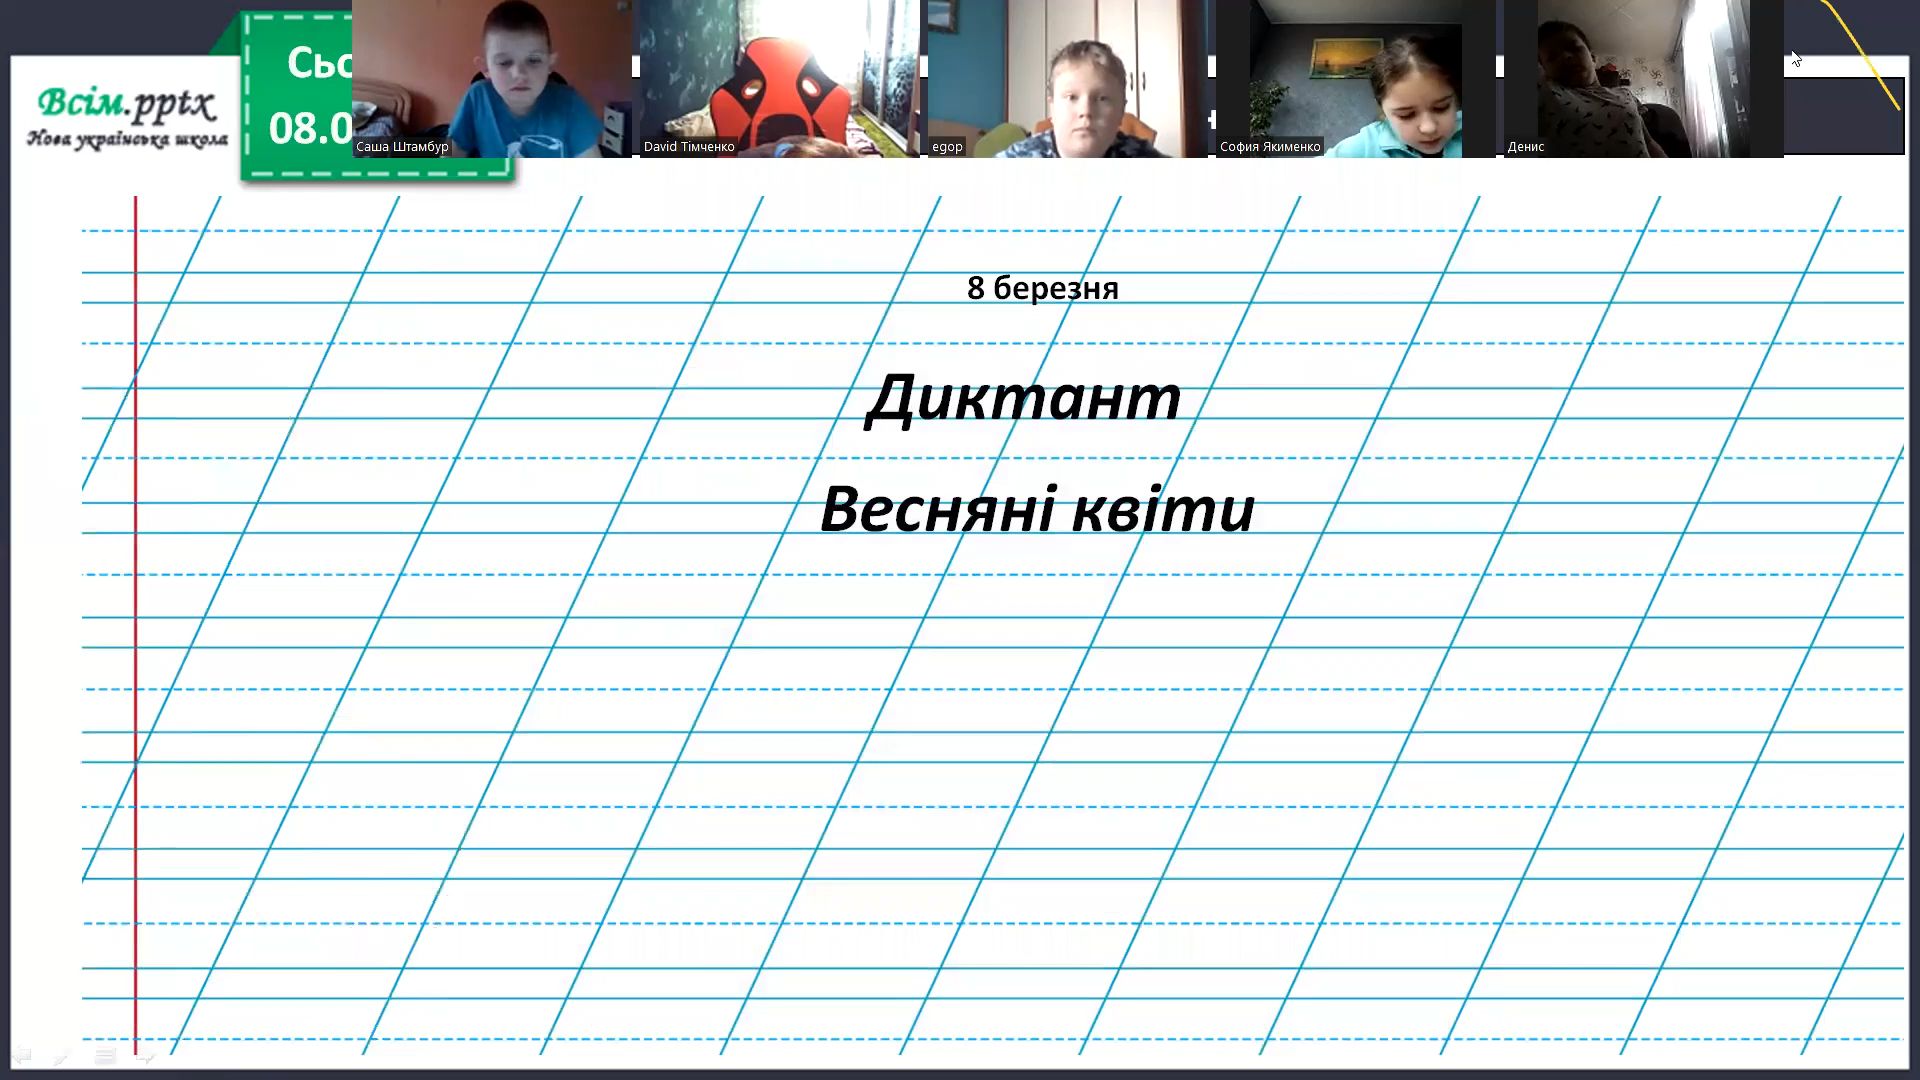 Всім.pptx
Нова українська школа
08.0
Саша Штамбур
David Тімченко
egor
София Якименко
Денис
8 березня
Диктант
Весняні квіти